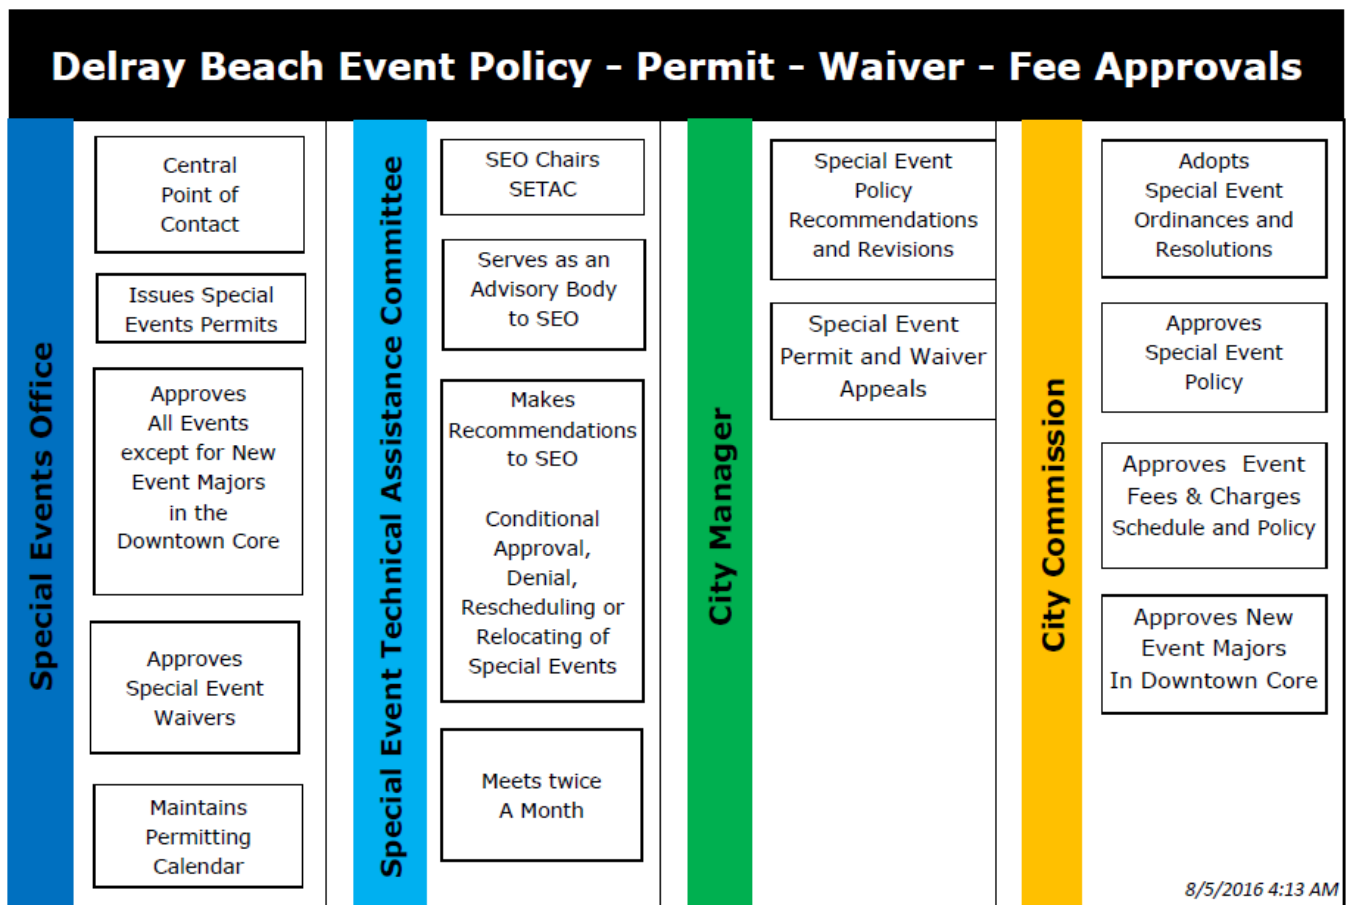 Delray Beach Event Policy - Permit - Waiver - Fee Approvals
Special Events Office
Central
Point of
Contact
Issues Special
Events Permits
Approves
All Events
except for New
Event Majors
in the
Downtown Core
Approves
Special Event
Waivers
Maintains
Permitting
Calendar
Special Event Technical Assistance Committee
SEO Chairs
SETAC
Serves as an
Advisory Body
to SEO
Makes
Recommendations
to SEO
Conditional
Approval,
Denial,
Rescheduling or
Relocating of
Special Events
Meets twice
A Month
City Manager
Special Event
Policy
Recommendations
and Revisions
Special Event
Permit and Waiver
Appeals
City Commission
Adopts
Special Event
Ordinances and
Resolutions
Approves
Special Event
Policy
Approves Event
Fees & Charges
Schedule and Policy
Approves New
Event Majors
In Downtown Core
8/5/2016 4:13 AM